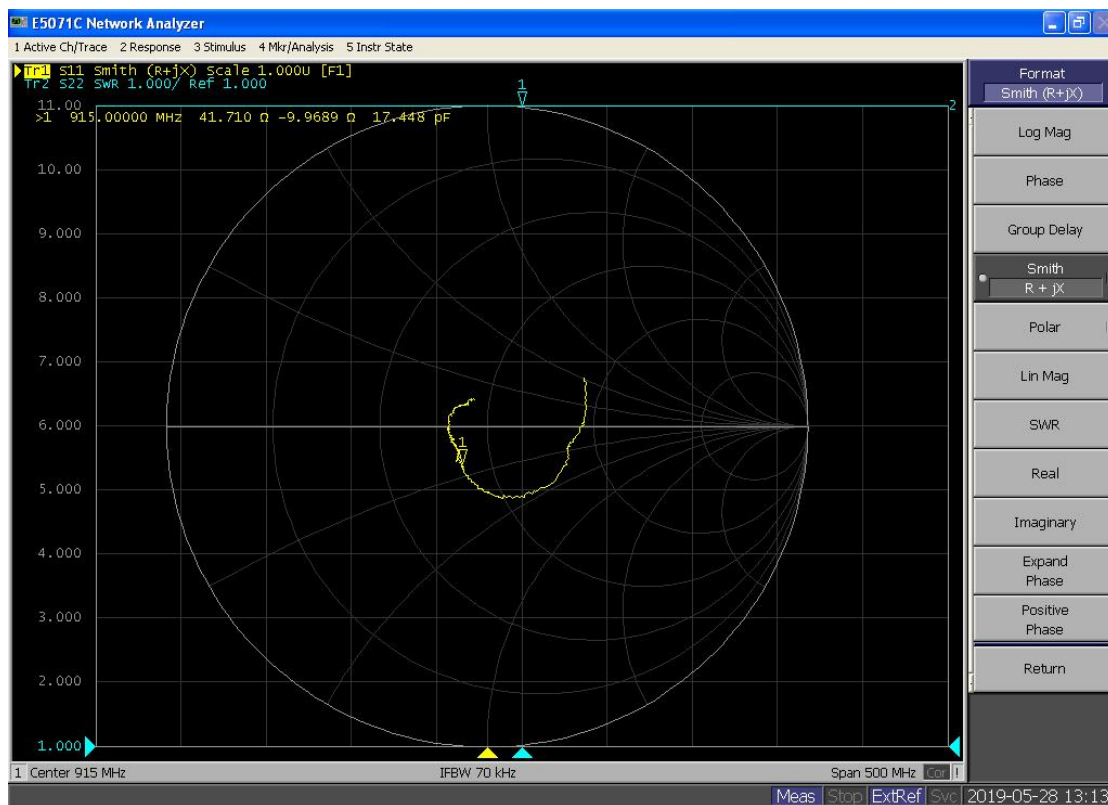 E5071C Network Analyzer
1 Active Ch/Trace 2 Response 3 Stimulus 4 Mkr/Analysis 5 Instr State
Tr1 S11 Smith (R+jX) Scale 1.000U [F1]
Tr2 S22 SWR 1.000/ Ref 1.000
>1 915.00000 MHz 41.710 Ω -9.9689 Ω 17.448 pF
11.00
10.00
9.000
8.000
7.000
6.000
5.000
4.000
3.000
2.000
1.000
1
2
1
Format
Smith (R+jX)
Log Mag
Phase
Group Delay
Smith
R + jX
Polar
Lin Mag
SWR
Real
Imaginary
Expand
Phase
Positive
Phase
Return
1 Center 915 MHz IFBW 70 kHz Span 500 MHz Cor !
Meas Stop ExtRef Svc 2019-05-28 13:13